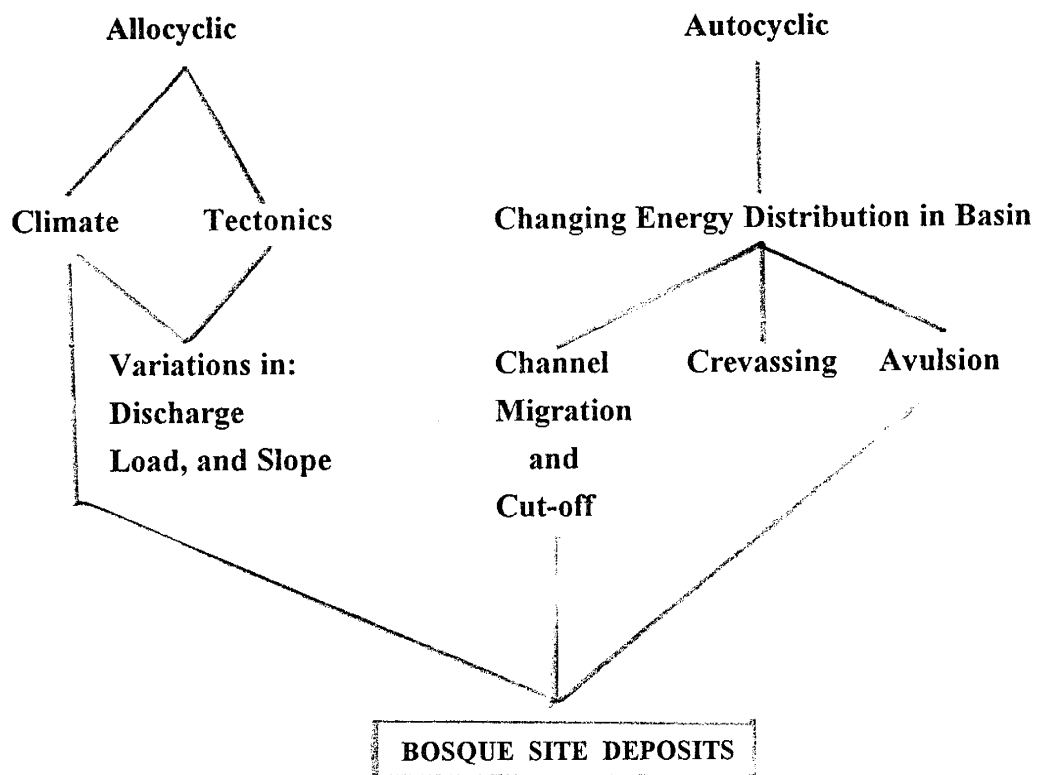 Allocyclic
Autocyclic
Climate
Tectonics
Changing Energy Distribution in Basin
Variations in:
Discharge
Load, and Slope
Channel
Migration
and
Cut-off
Crevassing
Avulsion
BOSQUE SITE DEPOSITS